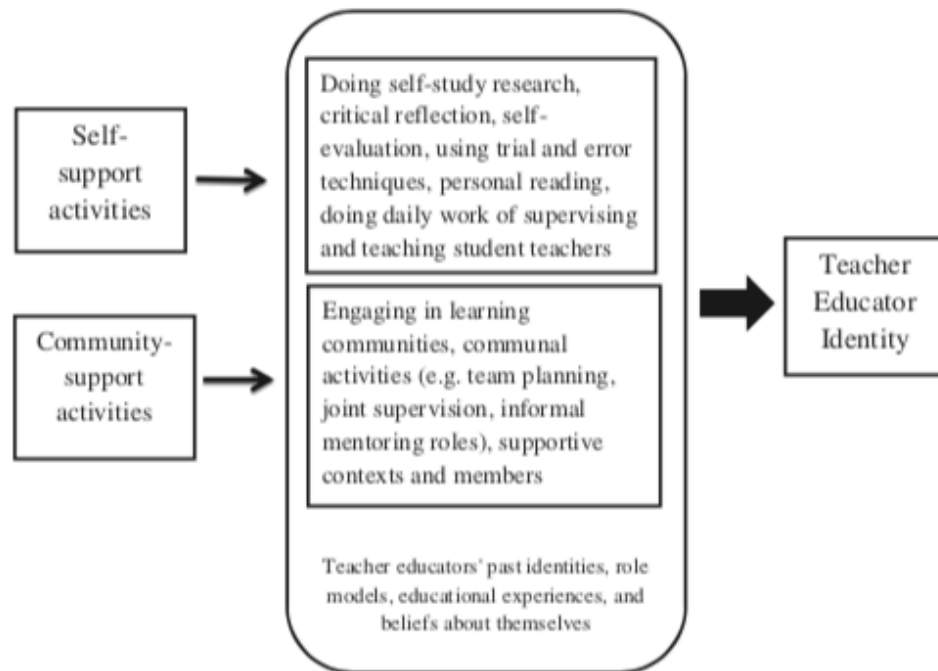 Self-
support
activities
Community-
support
activities
Doing self-study research,
critical reflection, self-
evaluation, using trial and error
techniques, personal reading,
doing daily work of supervising
and teaching student teachers
Engaging in learning
communities, communal
activities (e.g. team planning,
joint supervision, informal
mentoring roles), supportive
contexts and members
Teacher educators' past identities, role
models, educational experiences, and
beliefs about themselves
Teacher
Educator
Identity